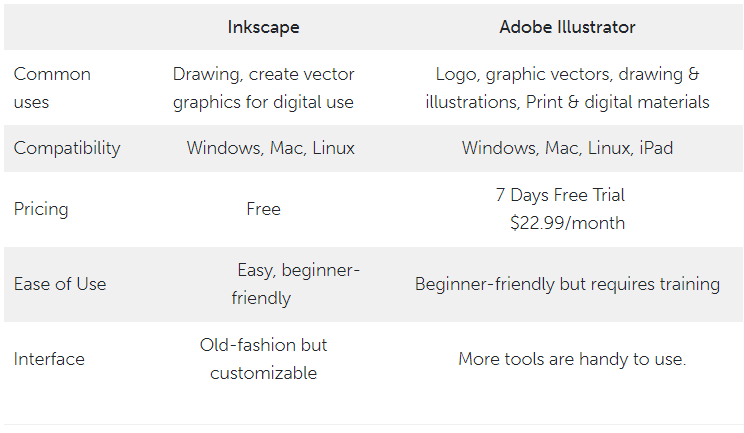 Inkscape Adobe Illustrator
Common Drawing, create vector Logo, graphic vectors, drawing &
uses graphics for digital use illustrations, Print & digital materials
Compatibility Windows, Mac, Linux Windows, Mac, Linux, iPad
7 Days Free Trial
Pricing Free
$22.99/month
Easy, beginner-
Ease of Use Beginner-friendly but requires training
friendly
Old-fashion but
Interface More tools are handy to use.
customizable